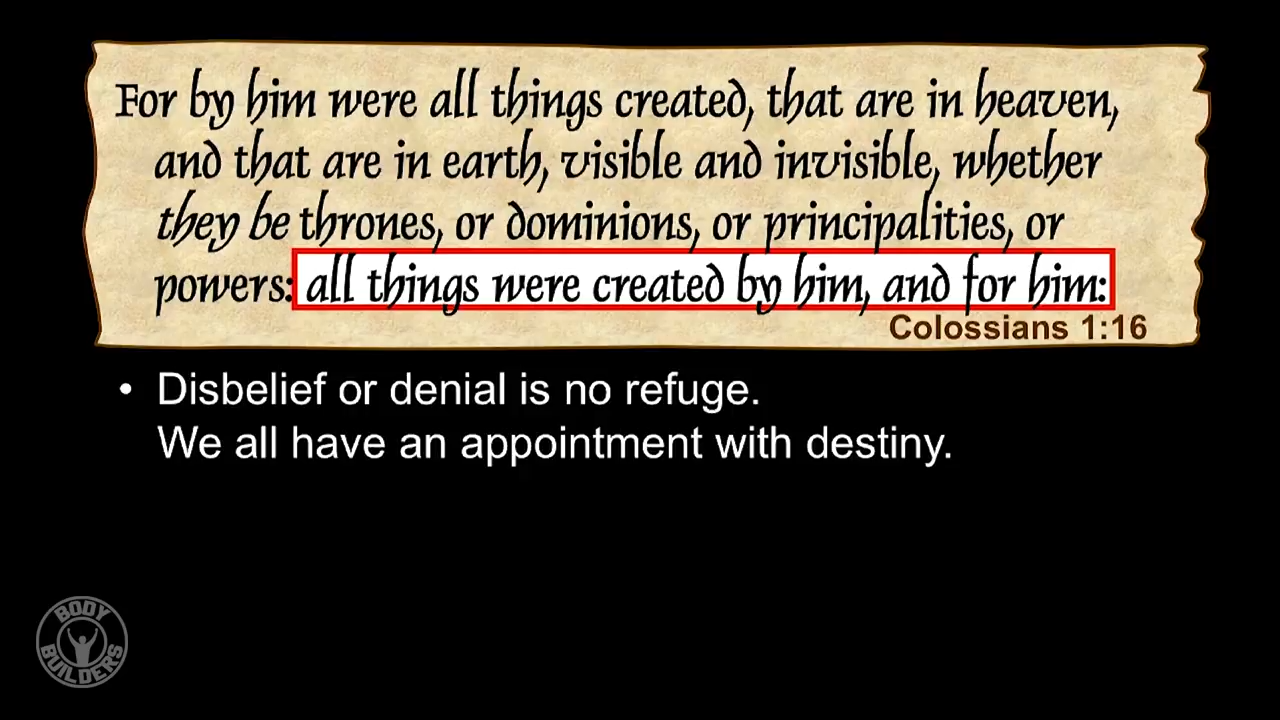 For by him were all things created, that are in heaven,
and that are in earth, visible and invisible, whether
they be thrones, or dominions, or principalities, or
powers: all things were created by him, and for him:
Colossians 1:16
• Disbelief or denial is no refuge.
We all have an appointment with destiny.
BODY
BUILDERS